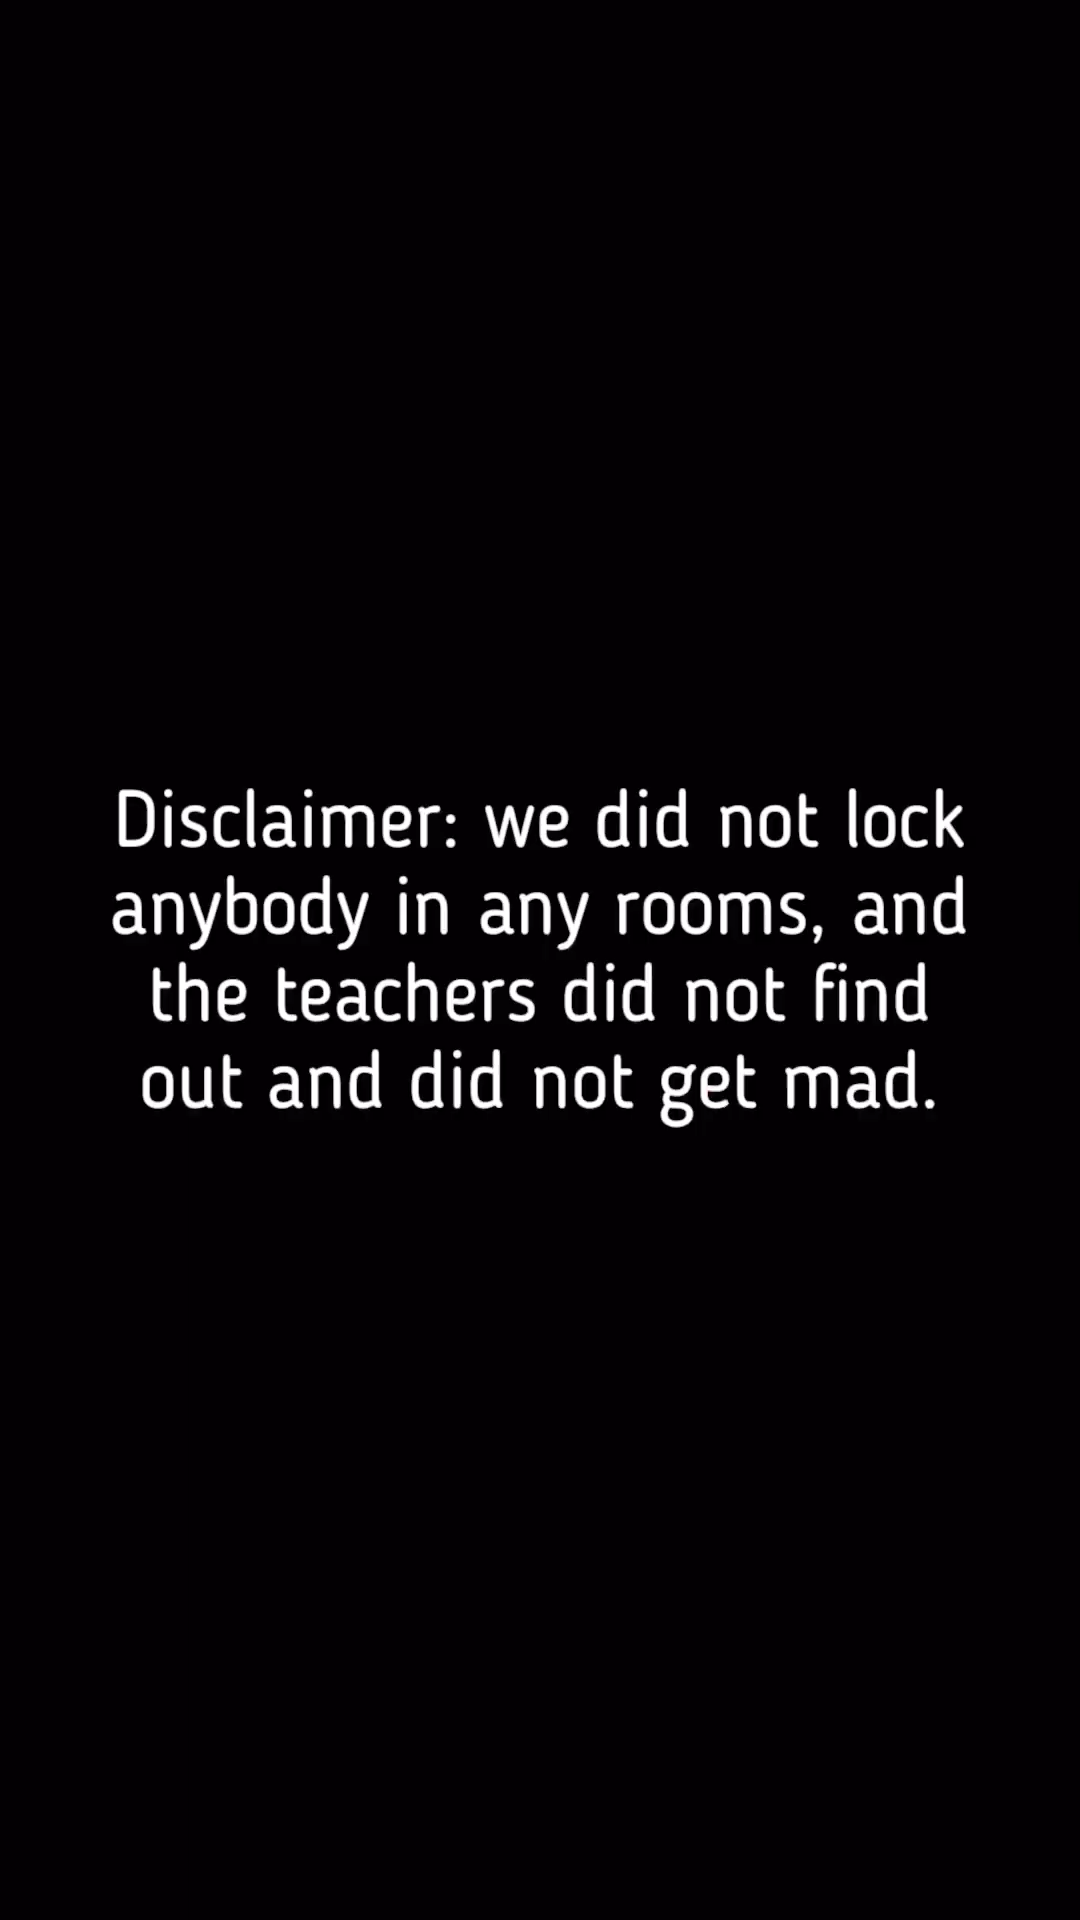 Disclaimer: we did not lock
anybody in any rooms, and
the teachers did not find
out and did not get mad.